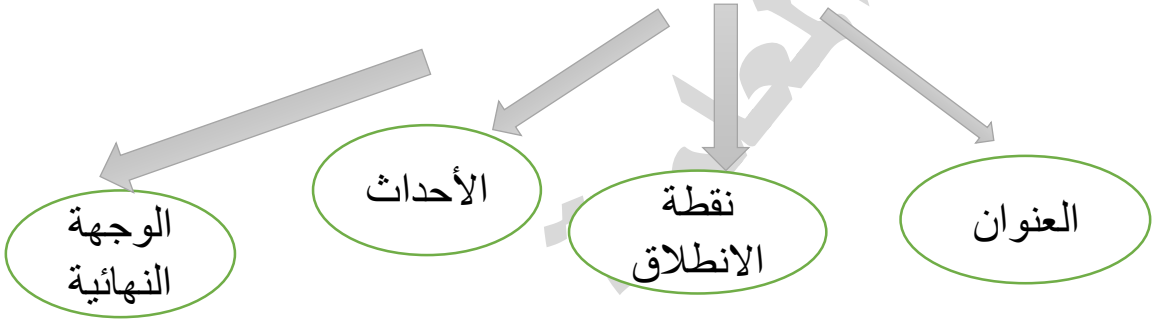 العنوان
نقطة
الانطلاق
الأحداث
الوجهة
النهائية